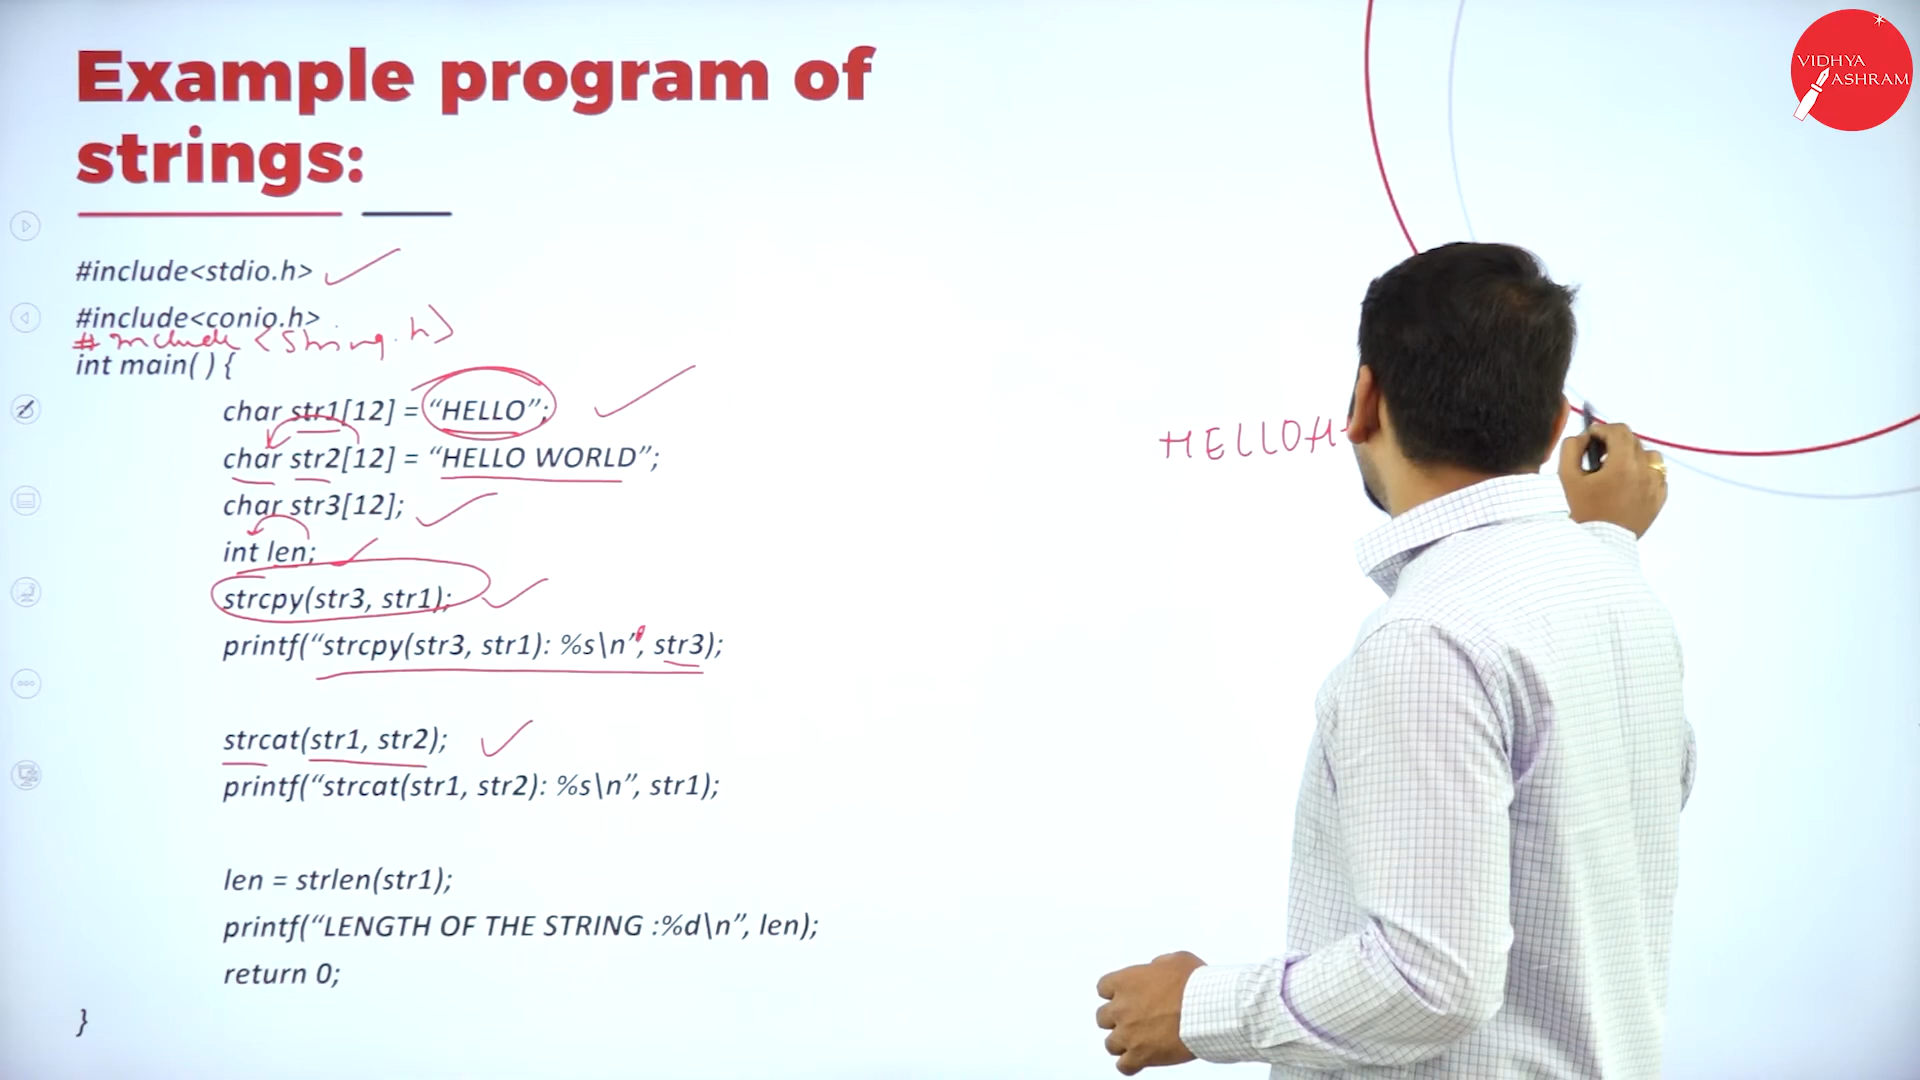 Example program of
strings:
VIDHYA
ASHRAM
#include<stdio.h>
#include<conio.h>
# include <string.h>
int main( ) {
char str1[12] = “HELLO”;
char str2[12] = “HELLO WORLD”;
char str3[12];
int len;
strcpy(str3, str1);
printf(“strcpy(str3, str1): %s\n”, str3);
strcat(str1, str2);
printf(“strcat(str1, str2): %s\n”, str1);
len = strlen(str1);
printf(“LENGTH OF THE STRING :%d\n”, len);
return 0;
}
HELLOH